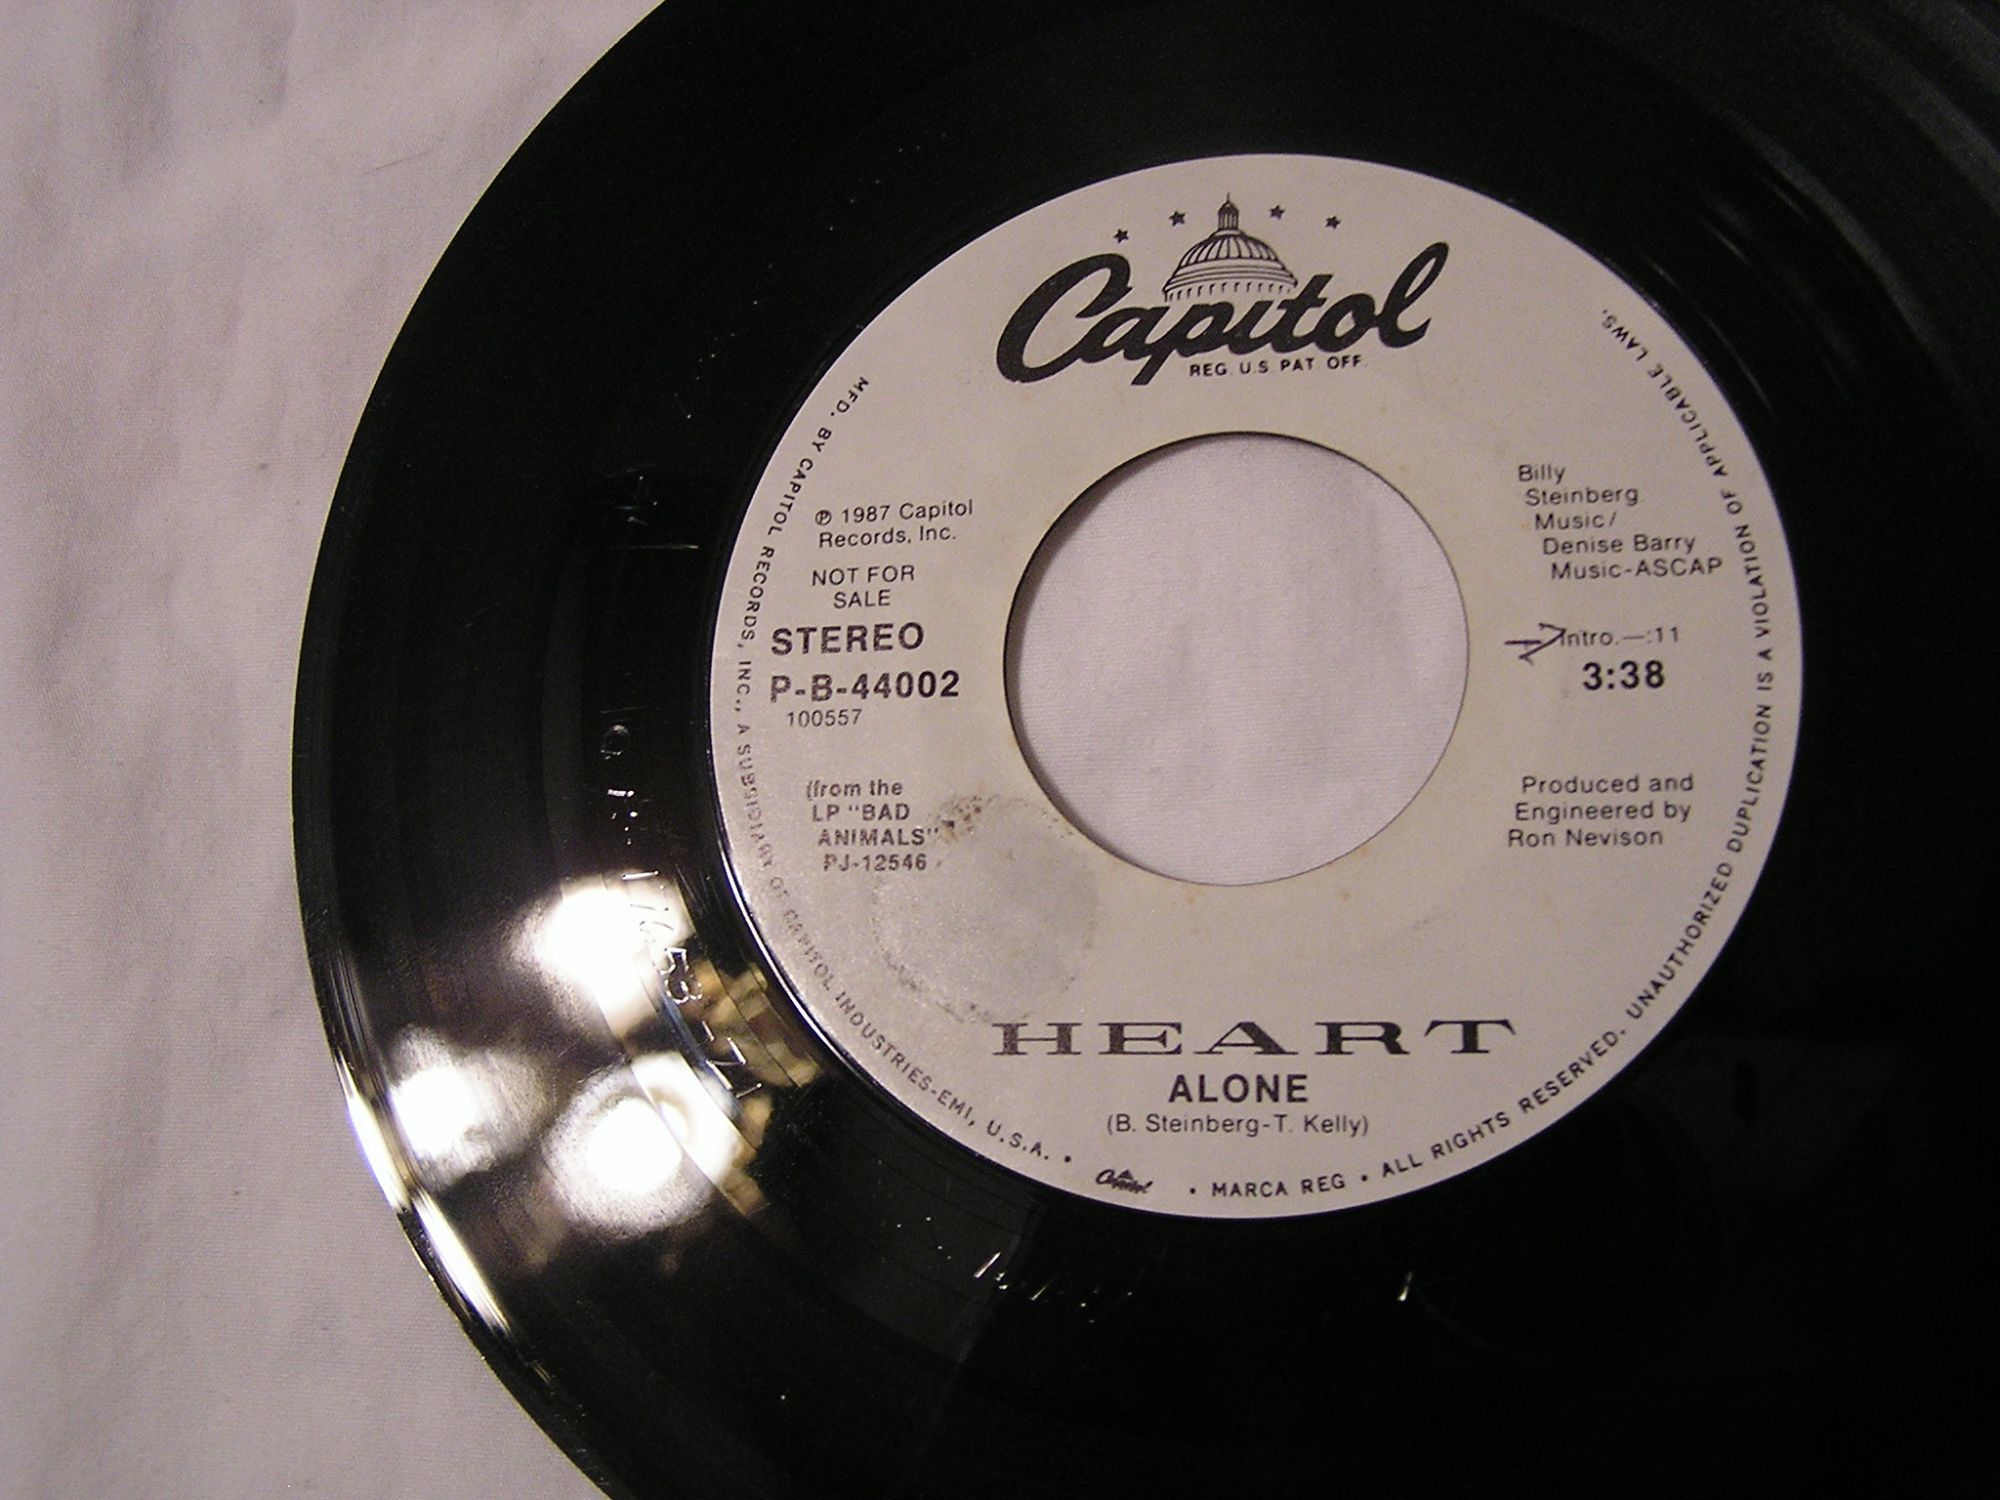 Capitol
REG. U.S. PAT. OFF.
MFD. BY CAPITOL RECORDS, INC., A SUBSIDIARY OF CAPITOL INDUSTRIES-EMI, U.S.A. • Capitol • MARCA REG • ALL RIGHTS RESERVED. UNAUTHORIZED DUPLICATION IS A VIOLATION OF APPLICABLE LAWS.
℗ 1987 Capitol
Records, Inc.
NOT FOR
SALE
STEREO
P-B-44002
100557
(from the
LP "BAD
ANIMALS"
PJ-12546
Billy
Steinberg
Music/
Denise Barry
Music-ASCAP
Intro.—:11
3:38
Produced and
Engineered by
Ron Nevison
HEART
ALONE
(B. Steinberg-T. Kelly)